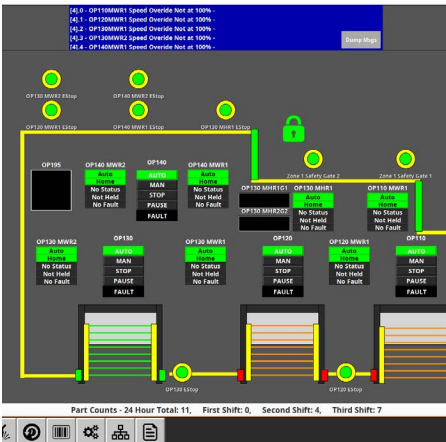 [4].0 - OP110MWR1 Speed Overide Not at 100% -
[4].1 - OP120MWR1 Speed Overide Not at 100% -
[4].2 - OP130MWR1 Speed Overide Not at 100% -
[4].3 - OP130MWR2 Speed Overide Not at 100% -
[4].4 - OP140MWR1 Speed Overide Not at 100% -
Dump Msgs
OP130 MWR2 EStop
OP140 MWR2 EStop
OP130 MWR1 EStop
OP140 MWR1 EStop
OP130 MHR1 EStop
Zone 1 Safety Gate 2
Zone 1 Safety Gate 1
OP195
OP140 MWR2
Auto
Home
No Status
Not Held
No Fault
OP140
AUTO
MAN
STOP
PAUSE
FAULT
OP140 MWR1
Auto
Home
No Status
Not Held
No Fault
OP130 MHR1G1
OP130 MHR2G2
OP130 MHR1
Auto
Home
No Status
Not Held
No Fault
OP110 MWR1
Auto
Home
No Status
Not Held
No Fault
OP130 MWR2
Auto
Home
No Status
Not Held
No Fault
OP130
AUTO
MAN
STOP
PAUSE
FAULT
OP130 MWR1
Auto
Home
No Status
Not Held
No Fault
OP120
AUTO
MAN
STOP
PAUSE
FAULT
OP120 MWR1
Auto
Home
No Status
Not Held
No Fault
OP110
AUTO
MAN
STOP
PAUSE
FAULT
OP130 EStop
OP120 EStop
Part Counts - 24 Hour Total: 11, First Shift: 0, Second Shift: 4, Third Shift: 7